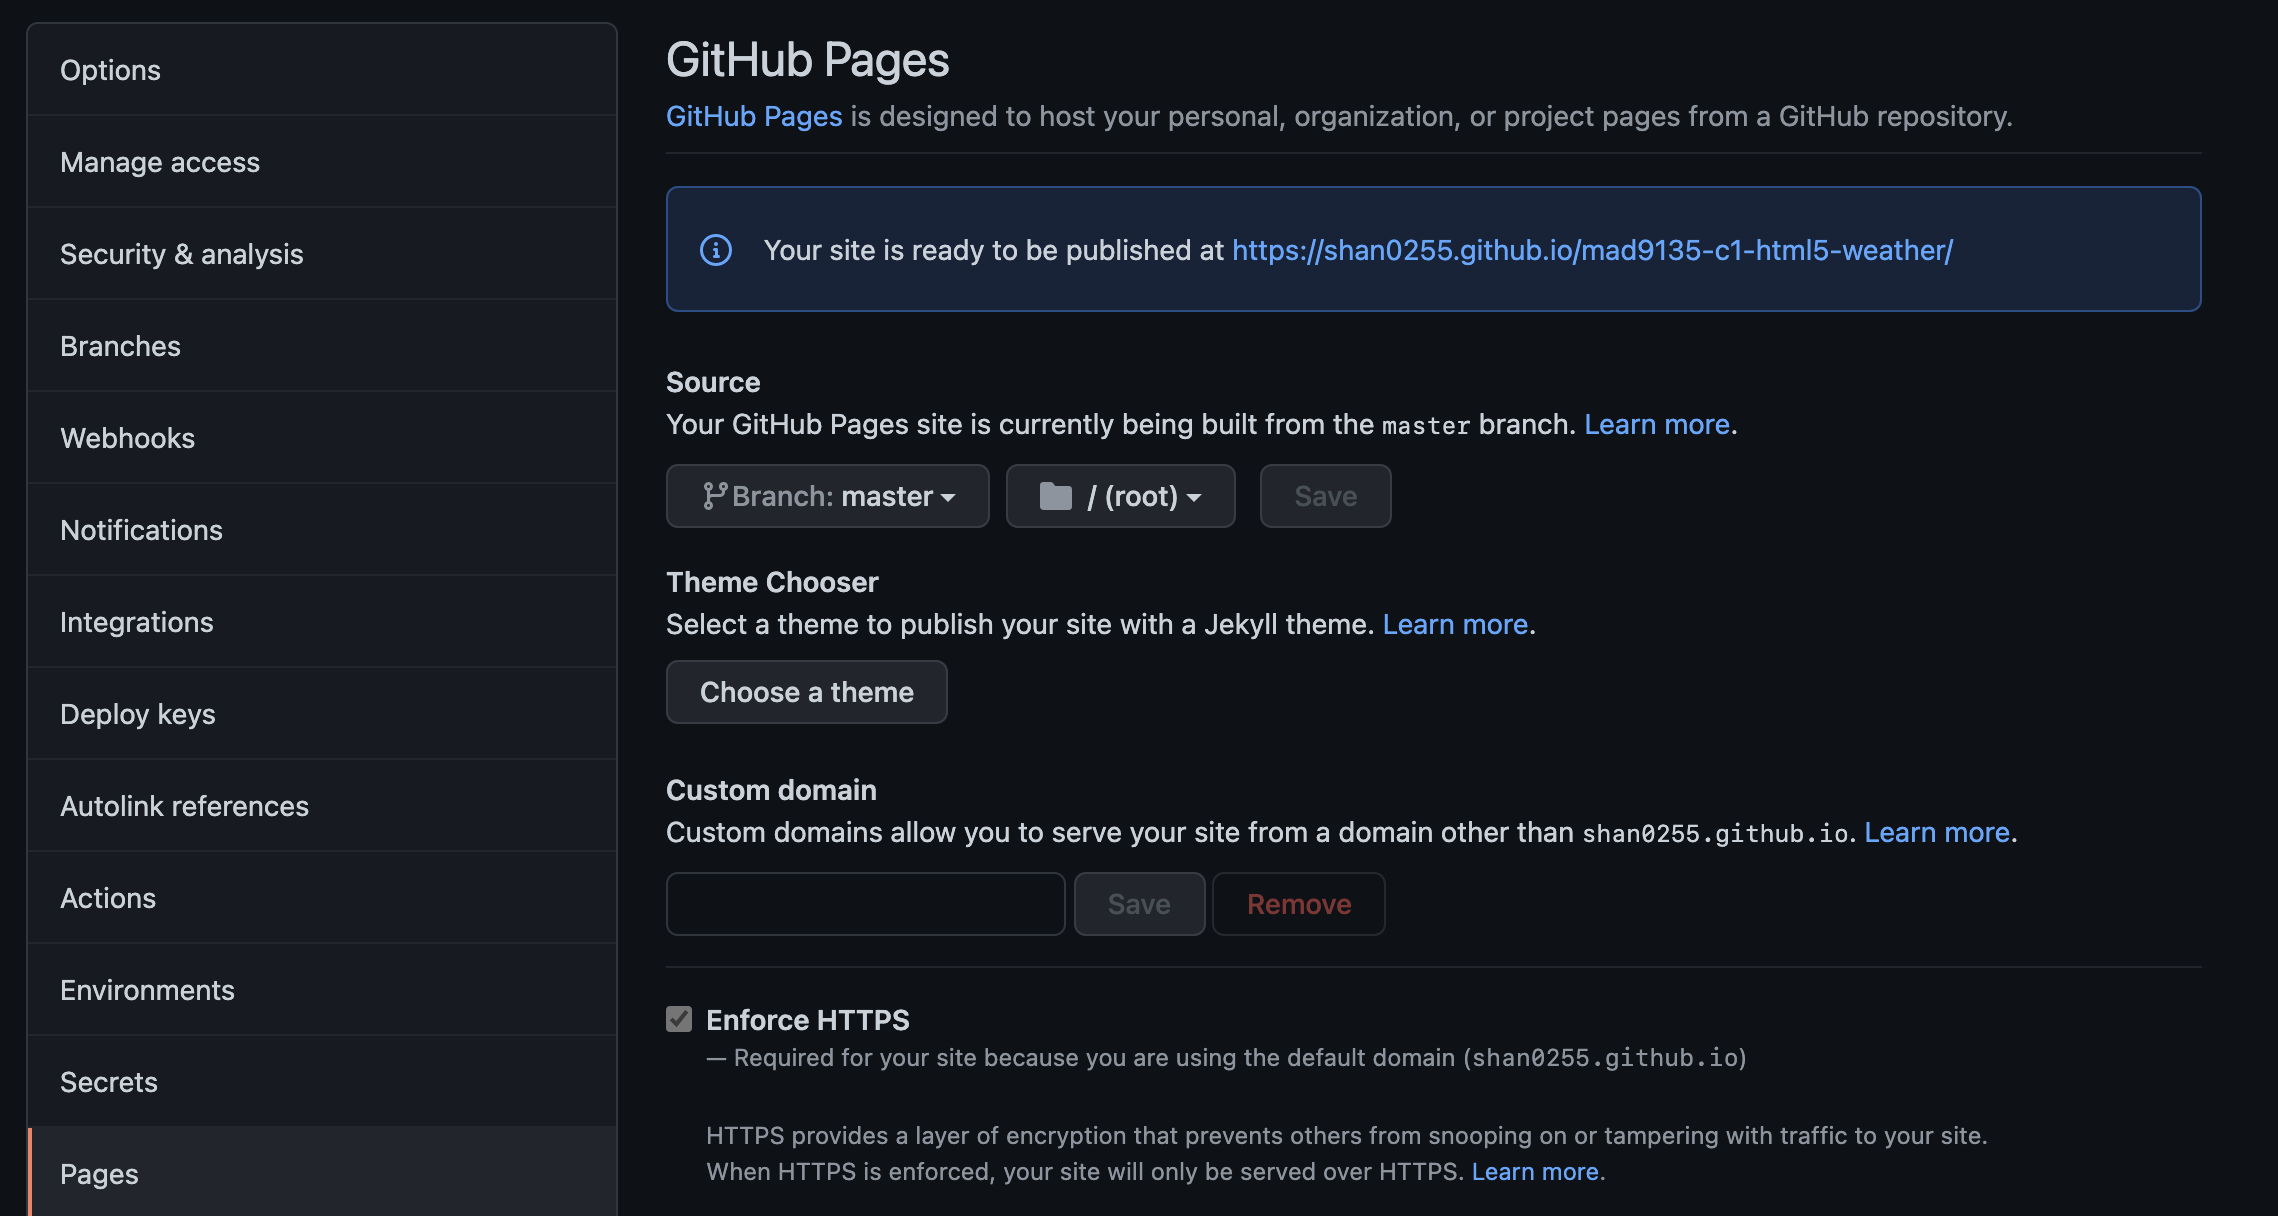 Options
Manage access
Security & analysis
Branches
Webhooks
Notifications
Integrations
Deploy keys
Autolink references
Actions
Environments
Secrets
Pages
GitHub Pages
GitHub Pages is designed to host your personal, organization, or project pages from a GitHub repository.
Your site is ready to be published at https://shan0255.github.io/mad9135-c1-html5-weather/
Source
Your GitHub Pages site is currently being built from the master branch. Learn more.
Branch: master / (root) Save
Theme Chooser
Select a theme to publish your site with a Jekyll theme. Learn more.
Choose a theme
Custom domain
Custom domains allow you to serve your site from a domain other than shan0255.github.io. Learn more.
Save Remove
Enforce HTTPS
— Required for your site because you are using the default domain (shan0255.github.io)
HTTPS provides a layer of encryption that prevents others from snooping on or tampering with traffic to your site.
When HTTPS is enforced, your site will only be served over HTTPS. Learn more.